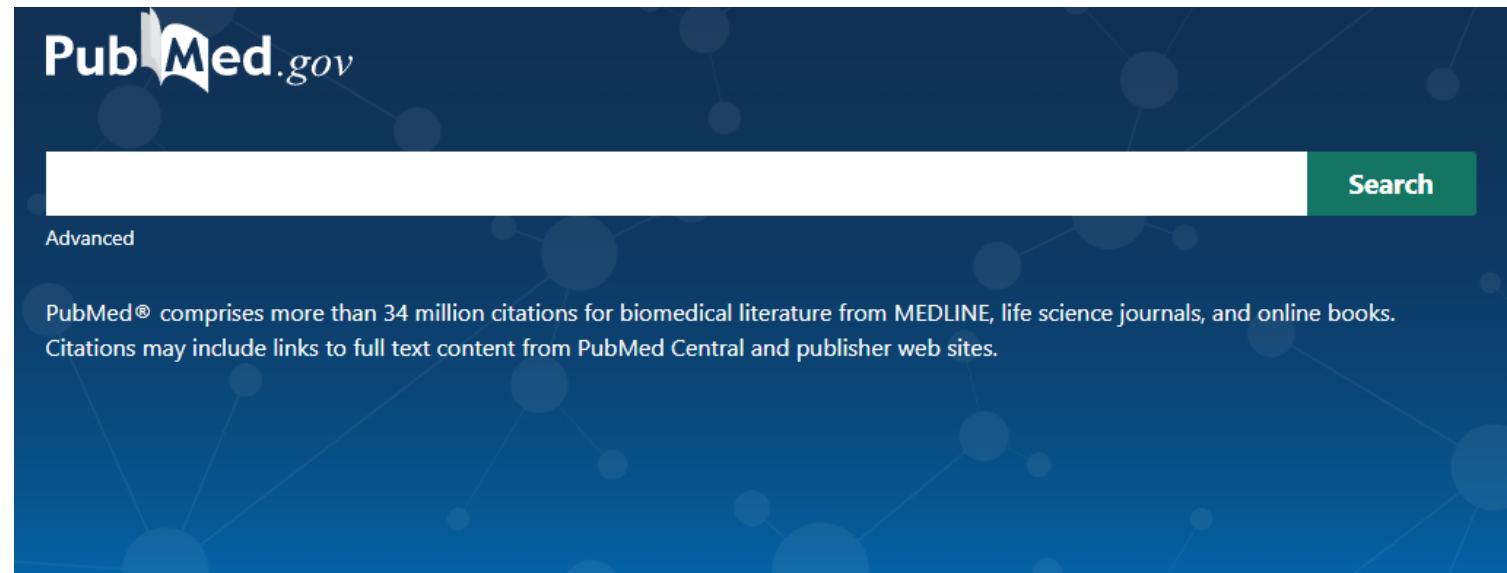 PubMed.gov
Search
Advanced
PubMed® comprises more than 34 million citations for biomedical literature from MEDLINE, life science journals, and online books.
Citations may include links to full text content from PubMed Central and publisher web sites.